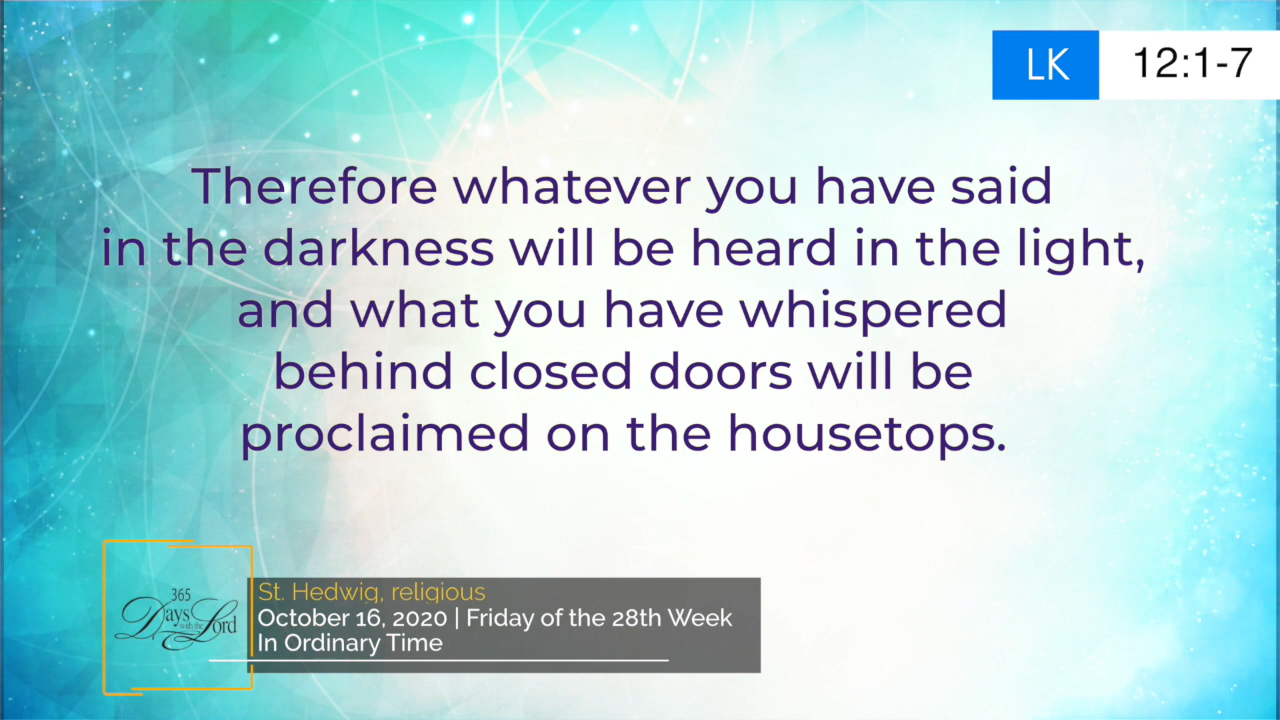 LK 12:1-7
Therefore whatever you have said
in the darkness will be heard in the light,
and what you have whispered
behind closed doors will be
proclaimed on the housetops.
365
Days with the Lord
St. Hedwig, religious
October 16, 2020 | Friday of the 28th Week
In Ordinary Time